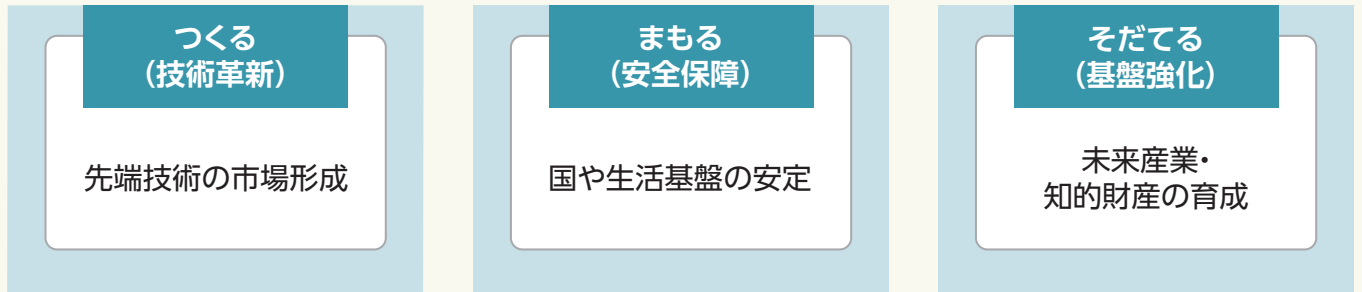 つくる
（技術革新）
先端技術の市場形成
まもる
（安全保障）
国や生活基盤の安定
そだてる
（基盤強化）
未来産業・
知的財産の育成